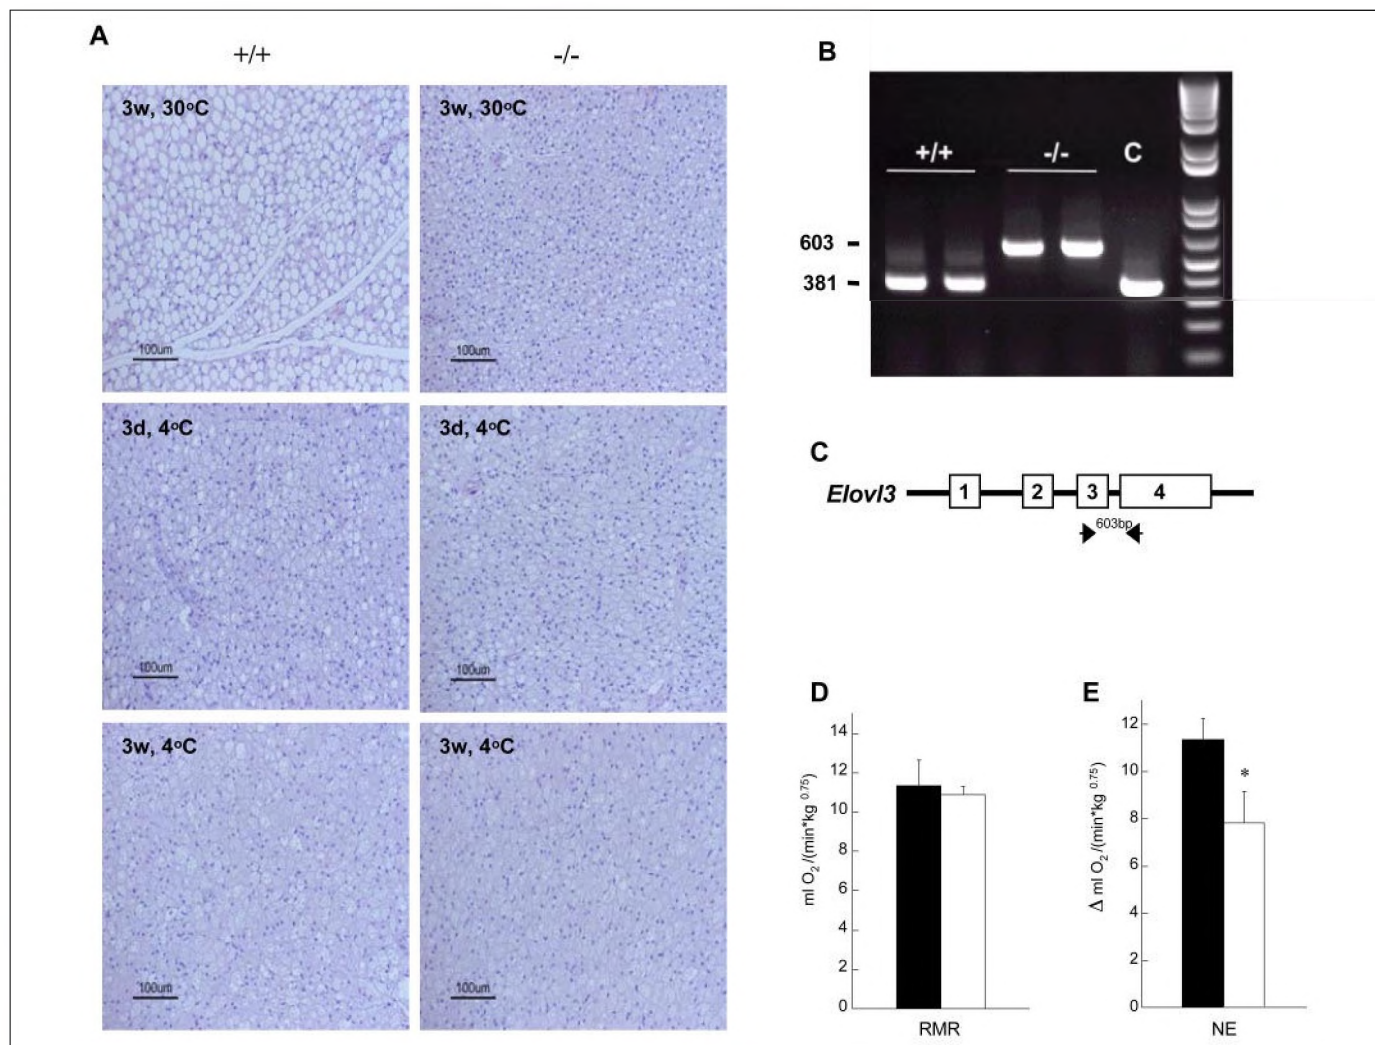 A
+/+
-/-
3w, 30°C
100um
3w, 30°C
100um
3d, 4°C
100um
3d, 4°C
100um
3w, 4°C
100um
3w, 4°C
100um
B
+/+
-/-
C
603
381
C
Elovl3
1
2
3
4
603bp
D
14
12
10
8
6
4
2
0
ml O2 /(min*kg 0.75)
RMR
E
12
10
8
6
4
2
0
Δ ml O2 /(min*kg 0.75)
*
NE